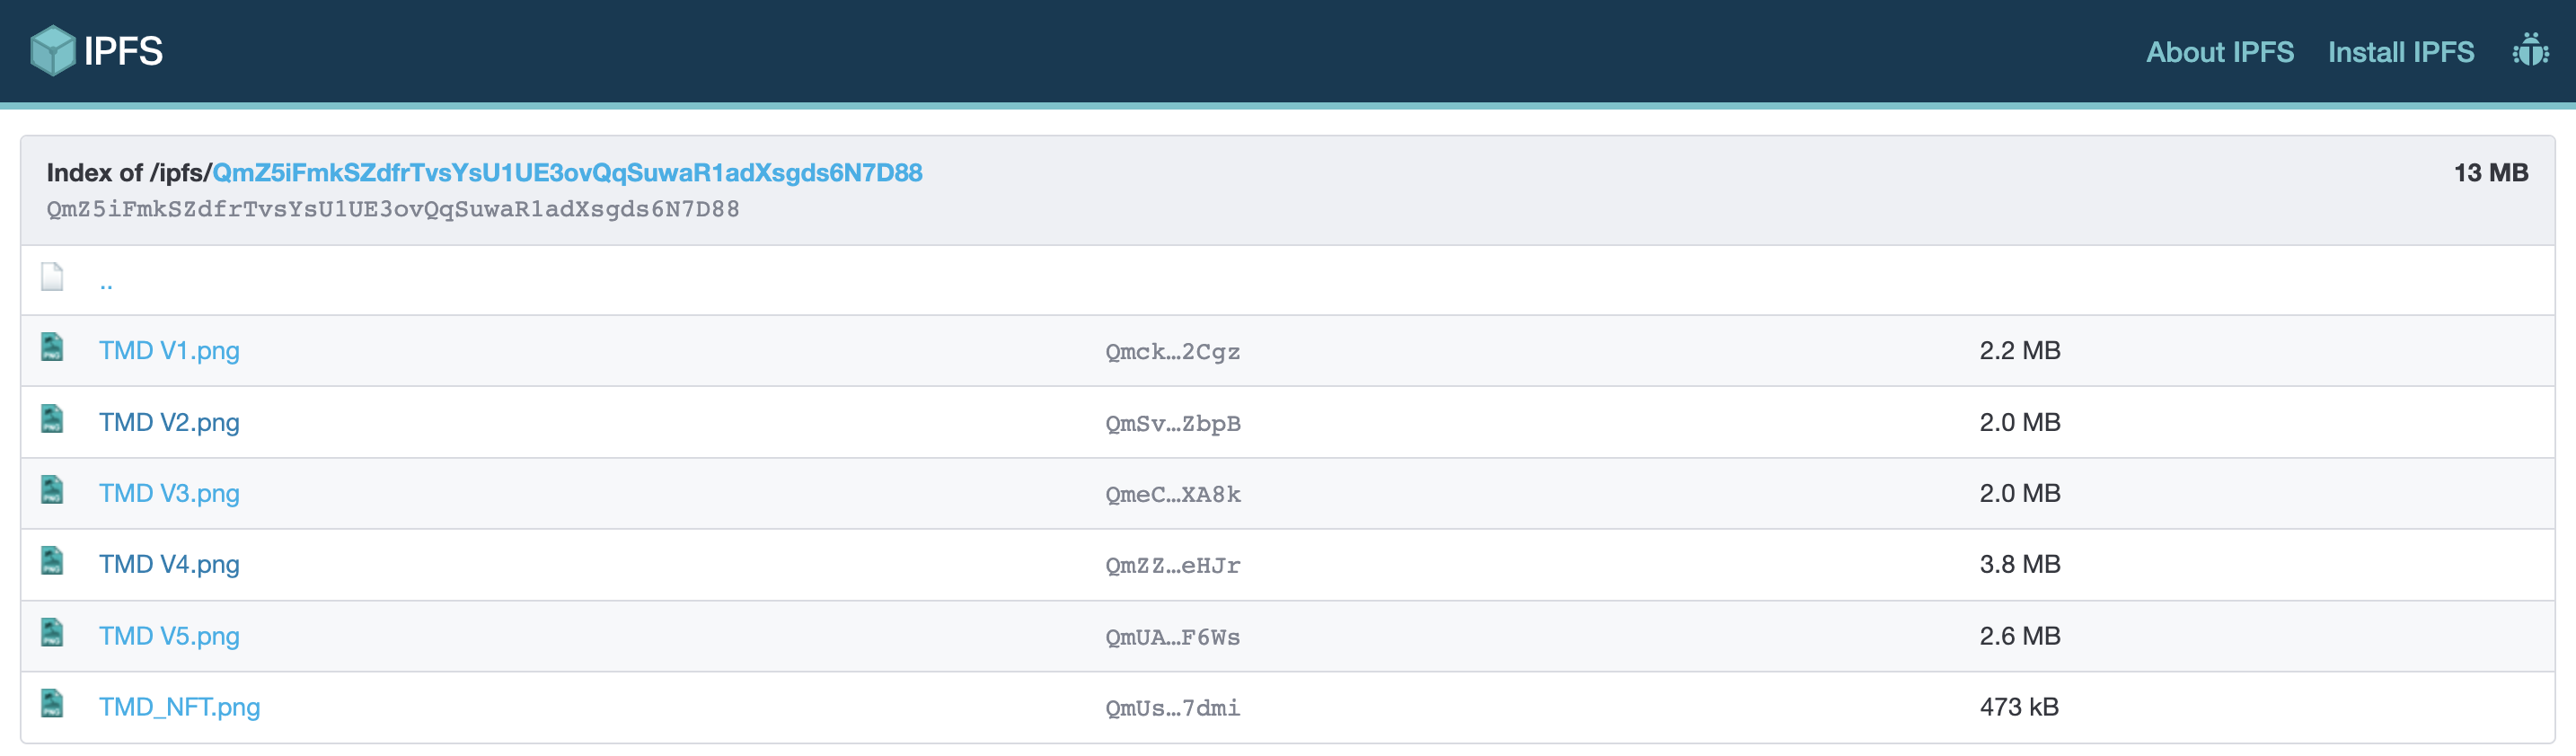 IPFS
About IPFS Install IPFS
Index of /ipfs/QmZ5iFmkSZdfrTvsYsU1UE3ovQqSuwaR1adXsgds6N7D88 13 MB
QmZ5iFmkSZdfrTvsYsU1UE3ovQqSuwaR1adXsgds6N7D88
..
TMD V1.png Qmck…2Cgz 2.2 MB
TMD V2.png QmSv…ZbpB 2.0 MB
TMD V3.png QmeC…XA8k 2.0 MB
TMD V4.png QmZZ…eHJr 3.8 MB
TMD V5.png QmUA…F6Ws 2.6 MB
TMD_NFT.png QmUs…7dmi 473 kB